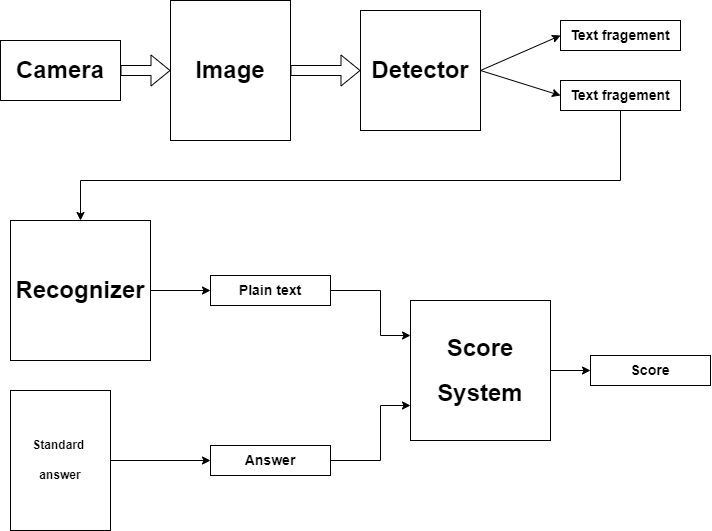 Camera
Image
Detector
Text fragement
Text fragement
Recognizer
Plain text
Score
System
Score
Standard
answer
Answer